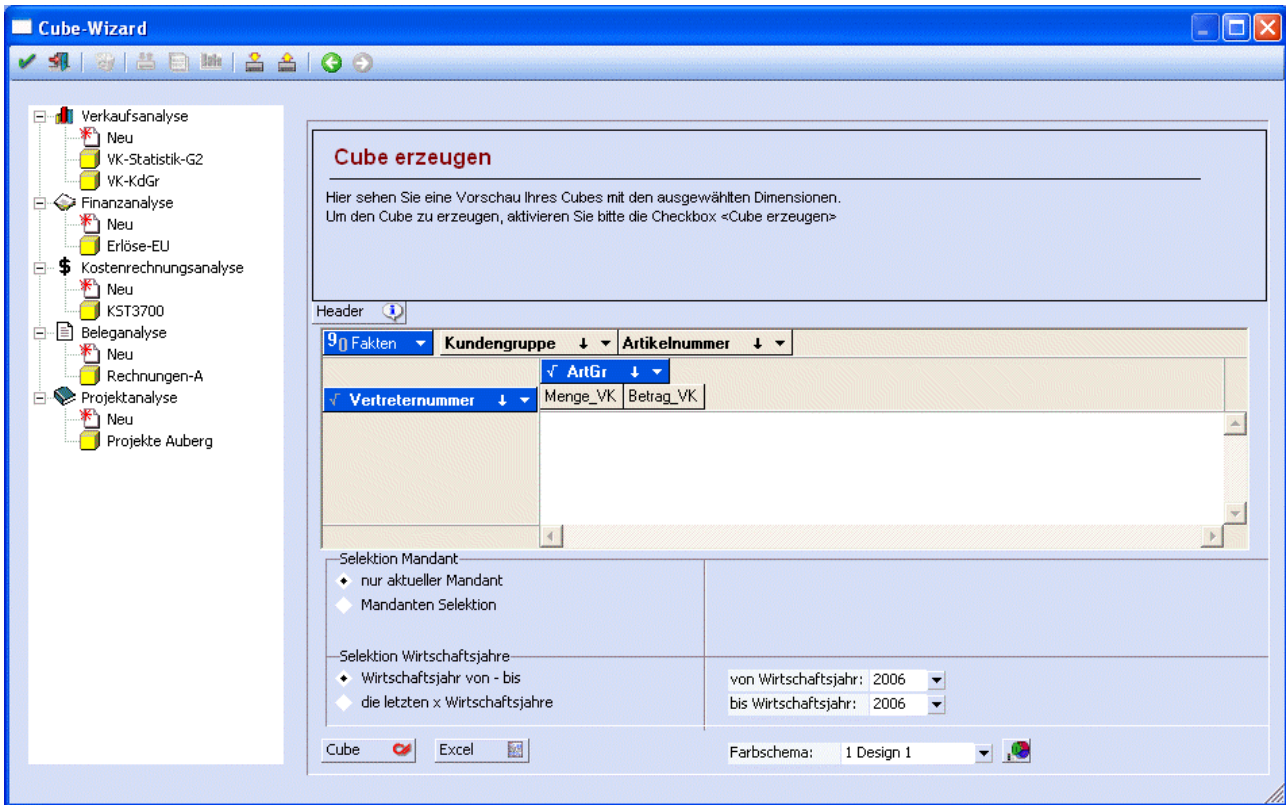 Cube-Wizard
Verkaufsanalyse
Neu
VK-Statistik-G2
VK-KdGr
Finanzanalyse
Neu
Erlöse-EU
$ Kostenrechnungsanalyse
Neu
KST3700
Beleganalyse
Neu
Rechnungen-A
Projektanalyse
Neu
Projekte Auberg
Cube erzeugen
Hier sehen Sie eine Vorschau Ihres Cubes mit den ausgewählten Dimensionen.
Um den Cube zu erzeugen, aktivieren Sie bitte die Checkbox <Cube erzeugen>
Header
90 Fakten Kundengruppe Artikelnummer
√ ArtGr
√ Vertreternummer Menge_VK Betrag_VK
Selektion Mandant
nur aktueller Mandant
Mandanten Selektion
Selektion Wirtschaftsjahre
Wirtschaftsjahr von - bis von Wirtschaftsjahr: 2006
die letzten x Wirtschaftsjahre bis Wirtschaftsjahr: 2006
Cube Excel Farbschema: 1 Design 1